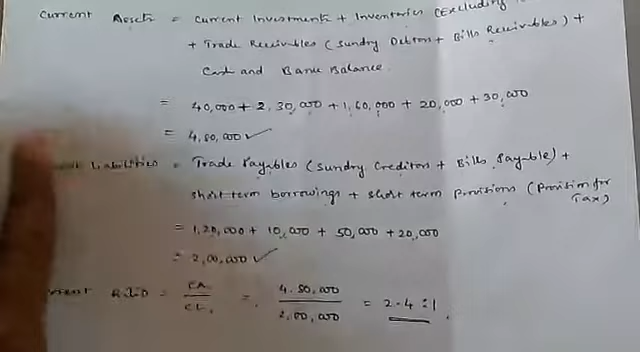 Current Assets = Current Investments + Inventories (Excluding
+ Trade Receivables (Sundry Debtors + Bills Receivables) +
Cash and Bank Balance.
= 40,000 + 2,30,000 + 1,60,000 + 20,000 + 30,000
= 4,80,000 ✓
Liabilities = Trade Payables (Sundry Creditors + Bills Payable) +
Short term borrowings + Short term Provisions (Provision for Tax)
= 1,20,000 + 10,000 + 50,000 + 20,000
= 2,00,000 ✓
Ratio = CA / CL = 4,80,000 / 2,00,000 = 2.4:1.